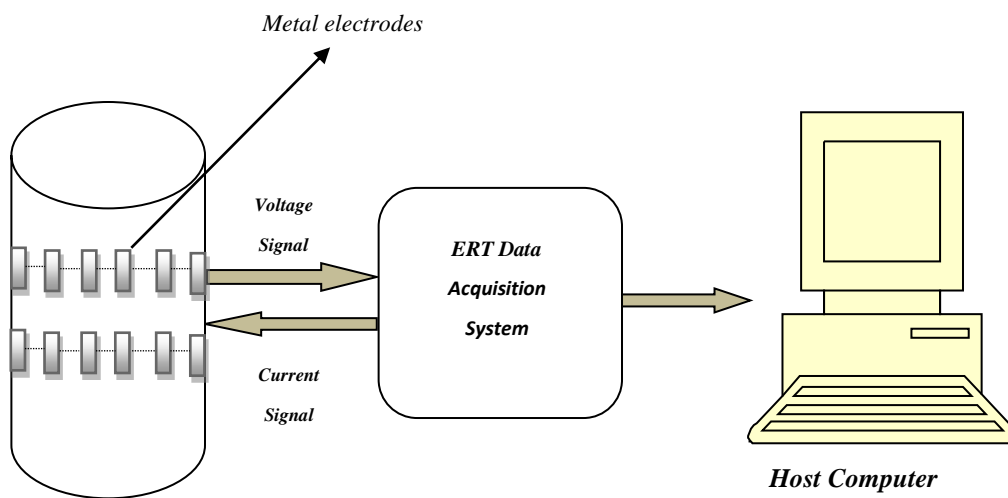 Metal electrodes
Voltage
Signal
ERT Data
Acquisition
System
Current
Signal
Host Computer